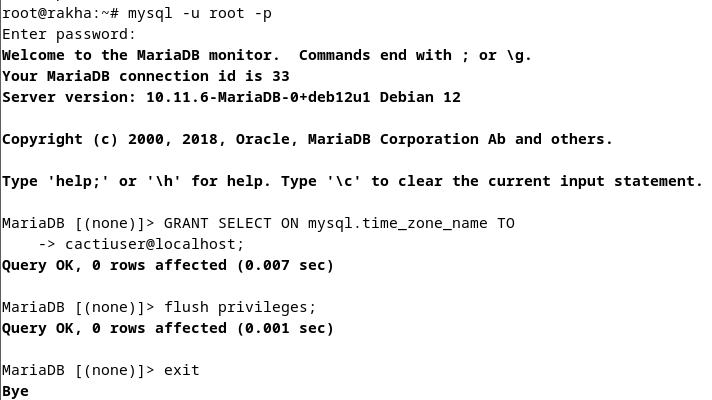 root@rakha:~# mysql -u root -p
Enter password:
Welcome to the MariaDB monitor.  Commands end with ; or \g.
Your MariaDB connection id is 33
Server version: 10.11.6-MariaDB-0+deb12u1 Debian 12

Copyright (c) 2000, 2018, Oracle, MariaDB Corporation Ab and others.

Type 'help;' or '\h' for help. Type '\c' to clear the current input statement.

MariaDB [(none)]> GRANT SELECT ON mysql.time_zone_name TO
    -> cactiuser@localhost;
Query OK, 0 rows affected (0.007 sec)

MariaDB [(none)]> flush privileges;
Query OK, 0 rows affected (0.001 sec)

MariaDB [(none)]> exit
Bye